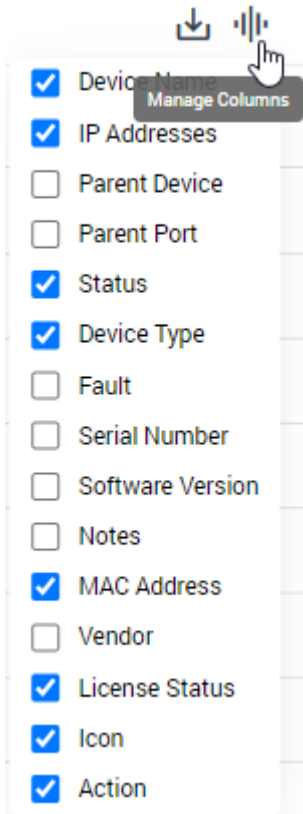 Device Name
Manage Columns
IP Addresses
Parent Device
Parent Port
Status
Device Type
Fault
Serial Number
Software Version
Notes
MAC Address
Vendor
License Status
Icon
Action